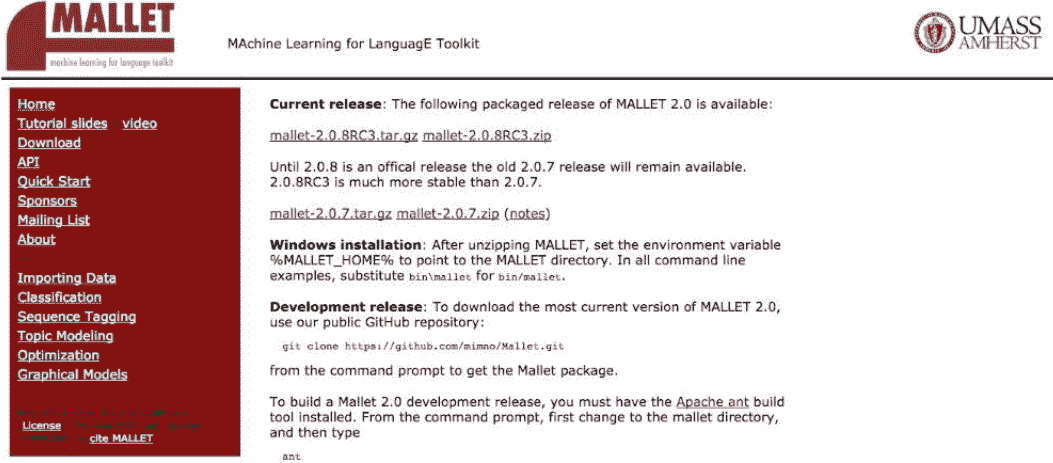 MALLET
machine learning for language toolkit
MAchine Learning for LanguagE Toolkit
UMASS
AMHERST
Home
Tutorial slides video
Download
API
Quick Start
Sponsors
Mailing List
About
Importing Data
Classification
Sequence Tagging
Topic Modeling
Optimization
Graphical Models
License
cite MALLET
Current release: The following packaged release of MALLET 2.0 is available:
mallet-2.0.8RC3.tar.gz mallet-2.0.8RC3.zip
Until 2.0.8 is an offical release the old 2.0.7 release will remain available.
2.0.8RC3 is much more stable than 2.0.7.
mallet-2.0.7.tar.gz mallet-2.0.7.zip (notes)
Windows installation: After unzipping MALLET, set the environment variable
%MALLET_HOME% to point to the MALLET directory. In all command line
examples, substitute bin\mallet for bin/mallet.
Development release: To download the most current version of MALLET 2.0,
use our public GitHub repository:
git clone https://github.com/mimno/Mallet.git
from the command prompt to get the Mallet package.
To build a Mallet 2.0 development release, you must have the Apache ant build
tool installed. From the command prompt, first change to the mallet directory,
and then type
ant